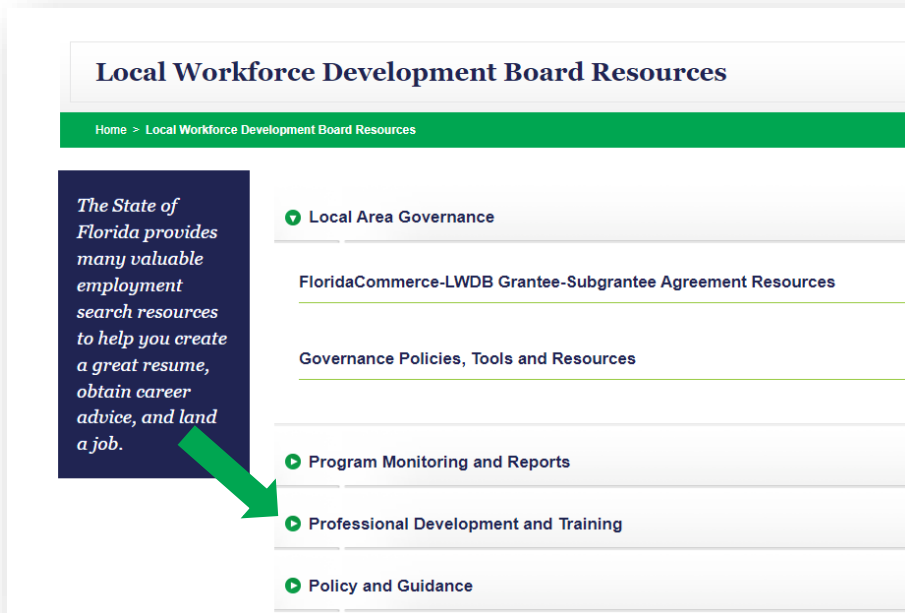 Local Workforce Development Board Resources
Home > Local Workforce Development Board Resources
The State of
Florida provides
many valuable
employment
search resources
to help you create
a great resume,
obtain career
advice, and land
a job.
Local Area Governance
FloridaCommerce-LWDB Grantee-Subgrantee Agreement Resources
Governance Policies, Tools and Resources
Program Monitoring and Reports
Professional Development and Training
Policy and Guidance